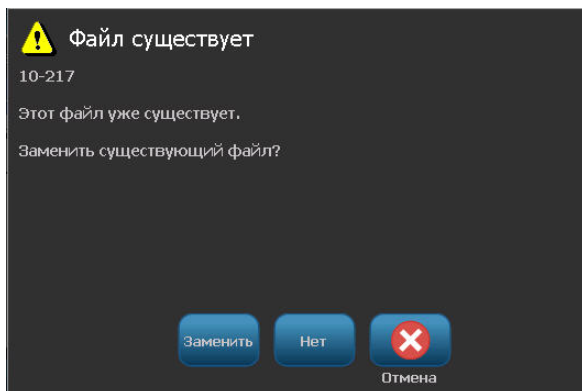 Файл существует
10-217
Этот файл уже существует.
Заменить существующий файл?
Заменить
Нет
Отмена